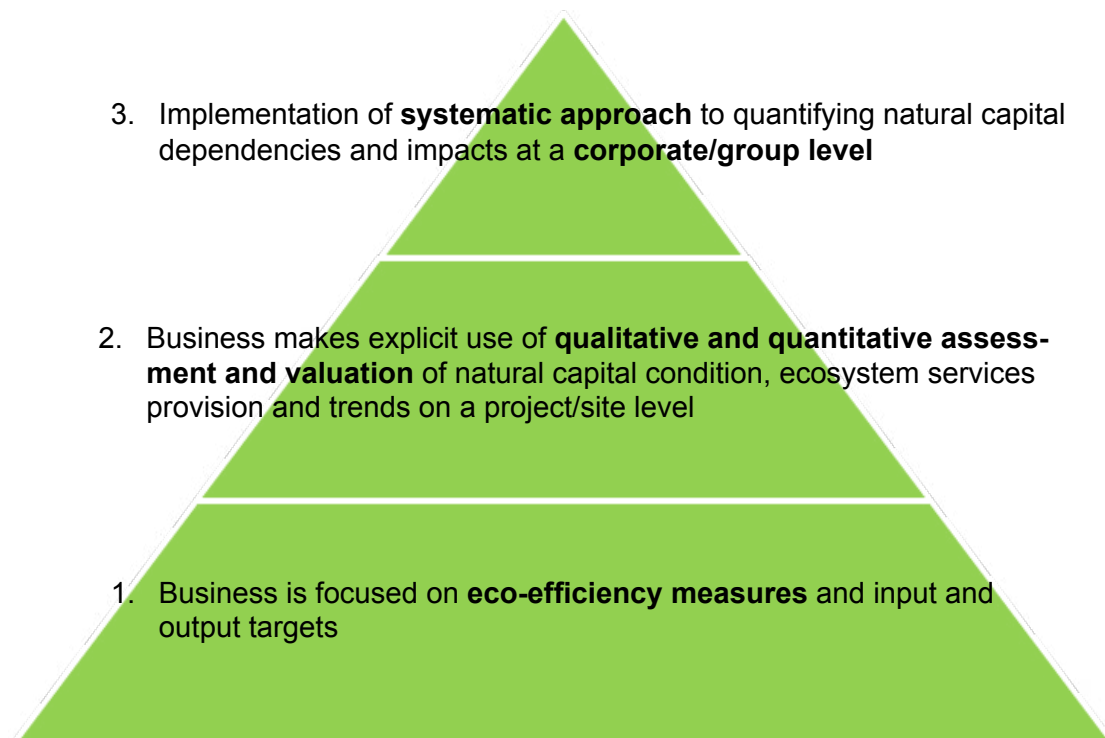 3. Implementation of systematic approach to quantifying natural capital
dependencies and impacts at a corporate/group level
2. Business makes explicit use of qualitative and quantitative assess-
ment and valuation of natural capital condition, ecosystem services
provision and trends on a project/site level
1. Business is focused on eco-efficiency measures and input and
output targets